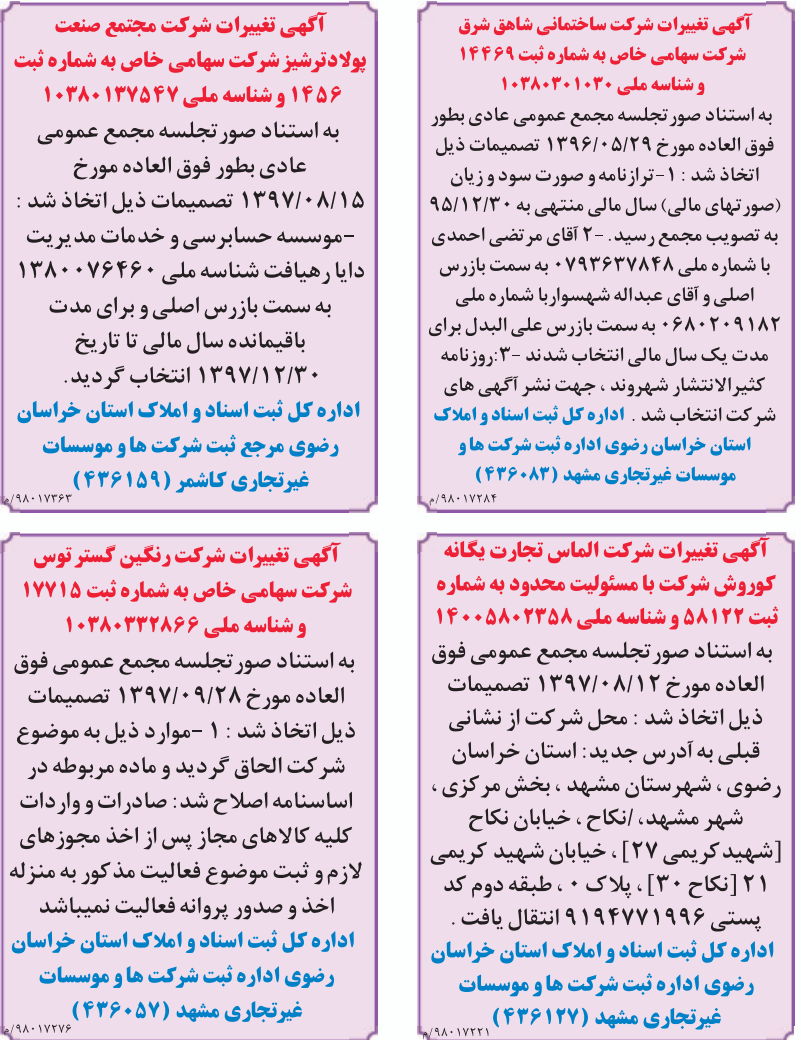 آگهی تغییرات شرکت ساختمانی شاهق شرق
شرکت سهامی خاص به شماره ثبت ۱۴۴۶۹
و شناسه ملی ۱۰۳۸۰۳۰۱۰۳۰
به استناد صورتجلسه مجمع عمومی عادی بطور
فوق العاده مورخ ۱۳۹۶/۰۵/۲۹ تصمیمات ذیل
اتخاذ شد : ۱-ترازنامه و صورت سود و زیان
(صورتهای مالی) سال مالی منتهی به ۹۵/۱۲/۳۰
به تصویب مجمع رسید. -۲ آقای مرتضی احمدی
با شماره ملی ۰۷۹۳۶۳۷۸۴۸ به سمت بازرس
اصلی و آقای عبداله شهسواربا شماره ملی
۰۶۸۰۲۰۹۱۸۲ به سمت بازرس علی البدل برای
مدت یک سال مالی انتخاب شدند -۳:روزنامه
کثیرالانتشار شهروند ، جهت نشر آگهی های
شرکت انتخاب شد . اداره کل ثبت اسناد و املاک
استان خراسان رضوی اداره ثبت شرکت ها و
موسسات غیرتجاری مشهد (۴۳۶۰۸۳)
۹۸۰۱۷۲۸۴/م
آگهی تغییرات شرکت مجتمع صنعت
پولادترشیز شرکت سهامی خاص به شماره ثبت
۱۴۵۶ و شناسه ملی ۱۰۳۸۰۱۳۷۵۴۷
به استناد صورتجلسه مجمع عمومی
عادی بطور فوق العاده مورخ
۱۳۹۷/۰۸/۱۵ تصمیمات ذیل اتخاذ شد :
-موسسه حسابرسی و خدمات مدیریت
دایا رهیافت شناسه ملی ۱۳۸۰۰۷۶۴۶۰
به سمت بازرس اصلی و برای مدت
باقیمانده سال مالی تا تاریخ
۱۳۹۷/۱۲/۳۰ انتخاب گردید.
اداره کل ثبت اسناد و املاک استان خراسان
رضوی مرجع ثبت شرکت ها و موسسات
غیرتجاری کاشمر (۴۳۶۱۵۹)
۹۸۰۱۷۳۶۳/م
آگهی تغییرات شرکت الماس تجارت یگانه
کوروش شرکت با مسئولیت محدود به شماره
ثبت ۵۸۱۲۲ و شناسه ملی ۱۴۰۰۵۸۰۲۳۵۸
به استناد صورتجلسه مجمع عمومی فوق
العاده مورخ ۱۳۹۷/۰۸/۱۲ تصمیمات
ذیل اتخاذ شد : محل شرکت از نشانی
قبلی به آدرس جدید: استان خراسان
رضوی ، شهرستان مشهد ، بخش مرکزی ،
شهر مشهد، /نکاح ، خیابان نکاح
[شهید کریمی ۲۷] ، خیابان شهید کریمی
۲۱ [نکاح ۳۰] ، پلاک ۰ ، طبقه دوم کد
پستی ۹۱۹۴۷۷۱۹۹۶ انتقال یافت .
اداره کل ثبت اسناد و املاک استان خراسان
رضوی اداره ثبت شرکت ها و موسسات
غیرتجاری مشهد (۴۳۶۱۲۷)
۹۸۰۱۷۲۲۱/م
آگهی تغییرات شرکت رنگین گستر توس
شرکت سهامی خاص به شماره ثبت ۱۷۷۱۵
و شناسه ملی ۱۰۳۸۰۳۳۲۸۶۶
به استناد صورتجلسه مجمع عمومی فوق
العاده مورخ ۱۳۹۷/۰۹/۲۸ تصمیمات
ذیل اتخاذ شد : ۱ -موارد ذیل به موضوع
شرکت الحاق گردید و ماده مربوطه در
اساسنامه اصلاح شد: صادرات و واردات
کلیه کالاهای مجاز پس از اخذ مجوزهای
لازم و ثبت موضوع فعالیت مذکور به منزله
اخذ و صدور پروانه فعالیت نمیباشد
اداره کل ثبت اسناد و املاک استان خراسان
رضوی اداره ثبت شرکت ها و موسسات
غیرتجاری مشهد (۴۳۶۰۵۷)
۹۸۰۱۷۲۷۶/م